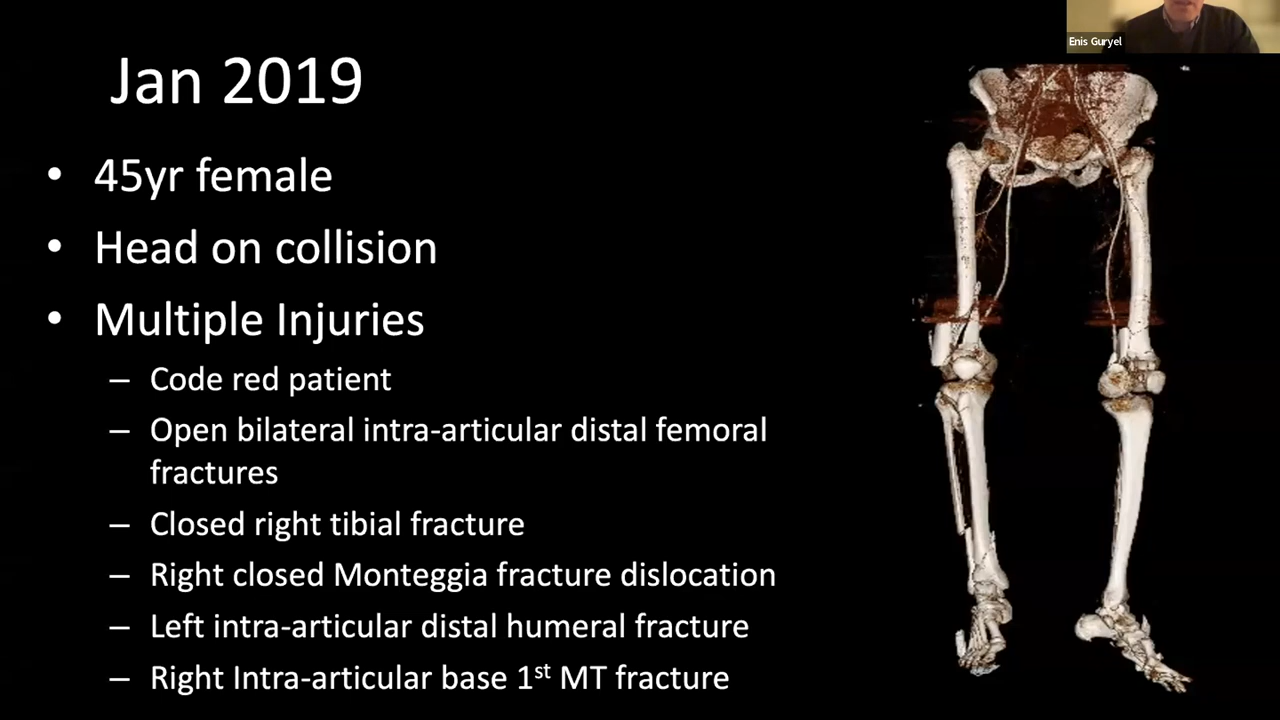 Enis Guryel
Jan 2019
• 45yr female
• Head on collision
• Multiple Injuries
– Code red patient
– Open bilateral intra-articular distal femoral
fractures
– Closed right tibial fracture
– Right closed Monteggia fracture dislocation
– Left intra-articular distal humeral fracture
– Right Intra-articular base 1st MT fracture